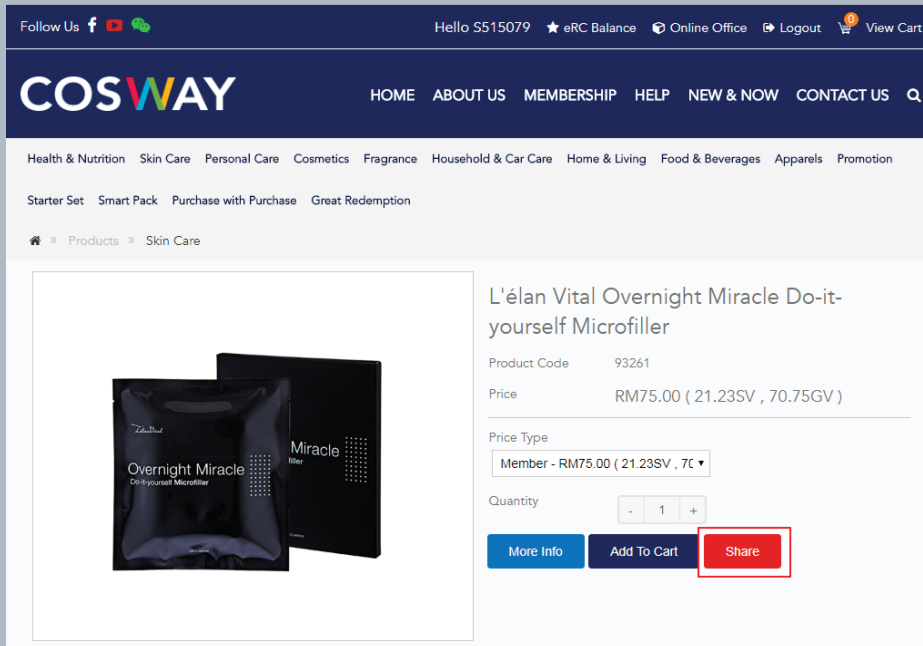 Follow Us
Hello S515079 eRC Balance Online Office Logout 0 View Cart
COSWAY
HOME ABOUT US MEMBERSHIP HELP NEW & NOW CONTACT US
Health & Nutrition Skin Care Personal Care Cosmetics Fragrance Household & Car Care Home & Living Food & Beverages Apparels Promotion
Starter Set Smart Pack Purchase with Purchase Great Redemption
» Products » Skin Care
L'élan Vital Overnight Miracle Do-it-
yourself Microfiller
Product Code 93261
Price RM75.00 ( 21.23SV , 70.75GV )
Price Type
Member - RM75.00 ( 21.23SV , 70
Quantity - 1 +
More Info Add To Cart Share
Overnight Miracle
Do-it-yourself Microfiller
Miracle
filler